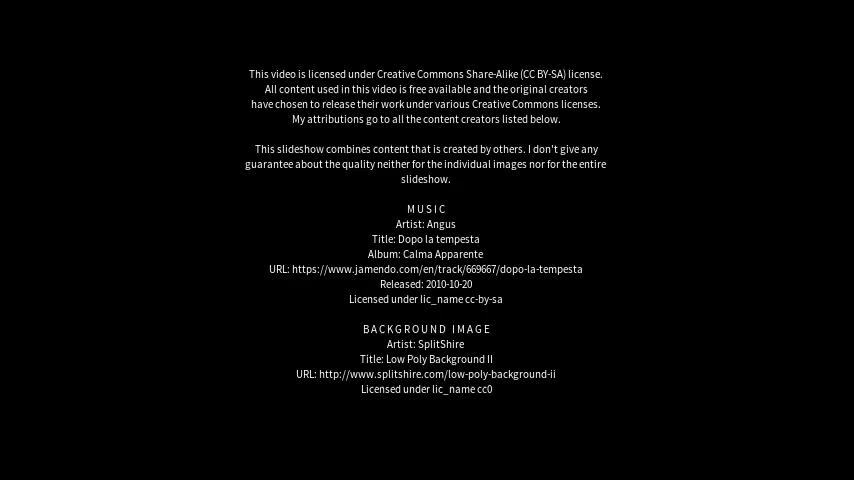 This video is licensed under Creative Commons Share-Alike (CC BY-SA) license.
All content used in this video is free available and the original creators
have chosen to release their work under various Creative Commons licenses.
My attributions go to all the content creators listed below.
This slideshow combines content that is created by others. I don't give any
guarantee about the quality neither for the individual images nor for the entire
slideshow.
MUSIC
Artist: Angus
Title: Dopo la tempesta
Album: Calma Apparente
URL: https://www.jamendo.com/en/track/669667/dopo-la-tempesta
Released: 2010-10-20
Licensed under lic_name cc-by-sa
BACKGROUND IMAGE
Artist: SplitShire
Title: Low Poly Background II
URL: http://www.splitshire.com/low-poly-background-ii
Licensed under lic_name cc0